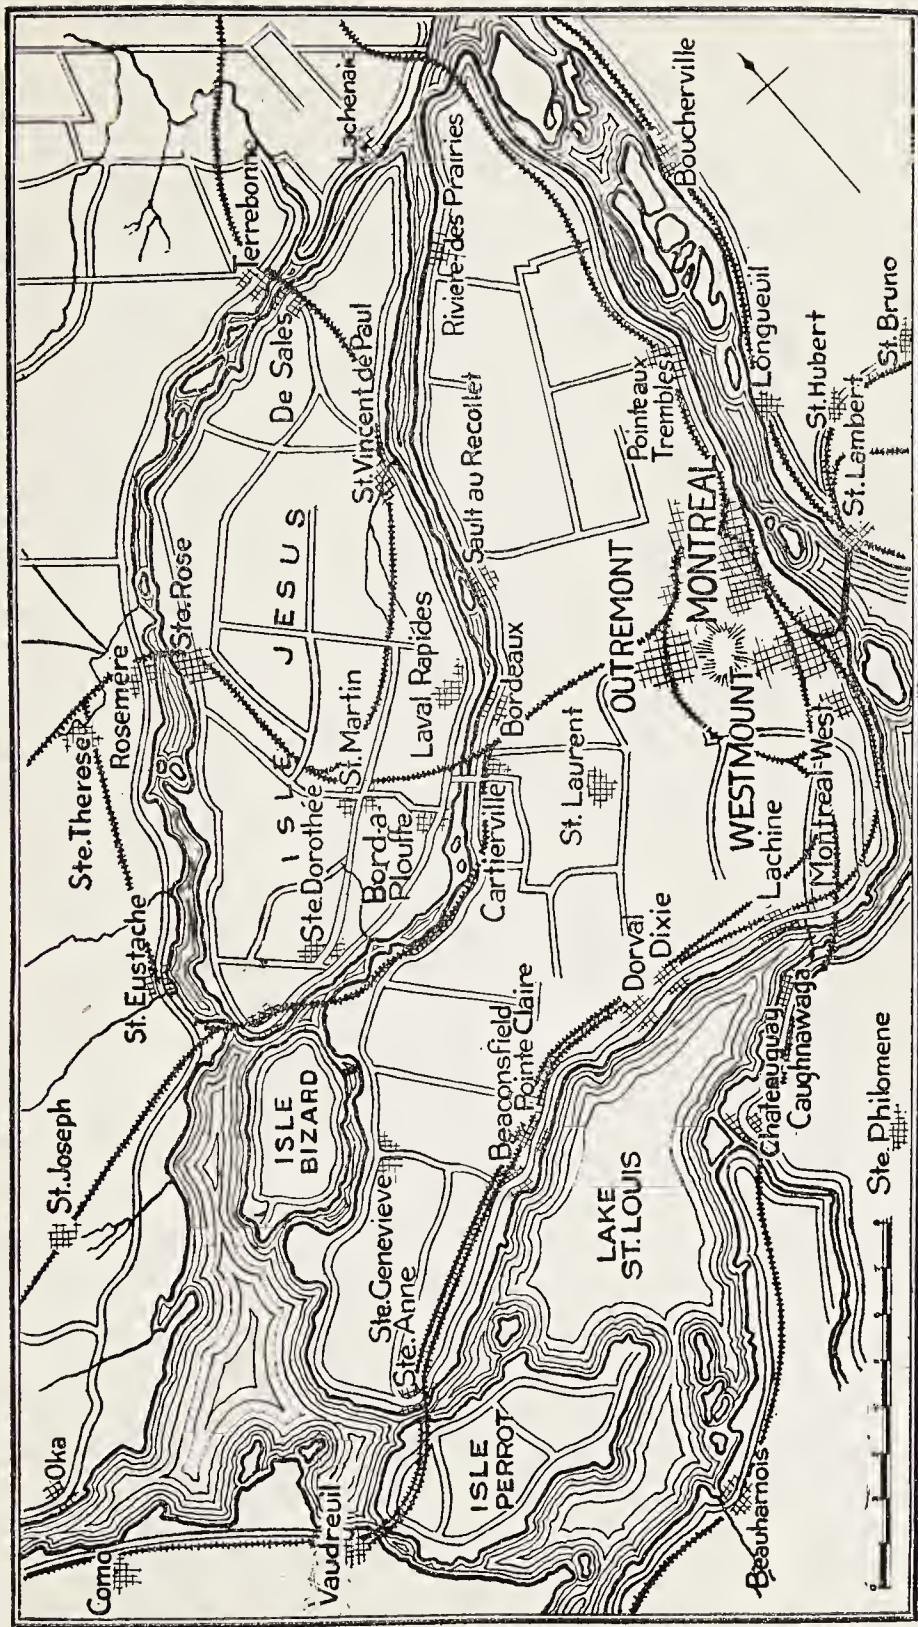 Como
Oka
St. Joseph
St. Eustache
Ste. Therese
Rosemere
Ste. Rose
Terrebonne
Lachenaie
De Sales
St. Vincent de Paul
Riviere des Prairies
ISLE JESUS
St. Martin
Laval Rapides
Ste. Dorothée
Bord-a
Plouffe
Sault au Recollet
Bordeaux
Cartierville
St. Laurent
ISLE
BIZARD
Ste. Genevieve
Ste. Anne
Vaudreuil
ISLE
PERROT
Beaconsfield
Pointe Claire
Dorval
Dixie
Lachine
Montreal West
WESTMOUNT
OUTREMONT
MONTREAL
Pointeaux
Trembles
Boucherville
Longueuil
St. Hubert
St. Lambert
St. Bruno
LAKE
ST. LOUIS
Chateauguay
Caughnawaga
Ste. Philomene
Beauharnois